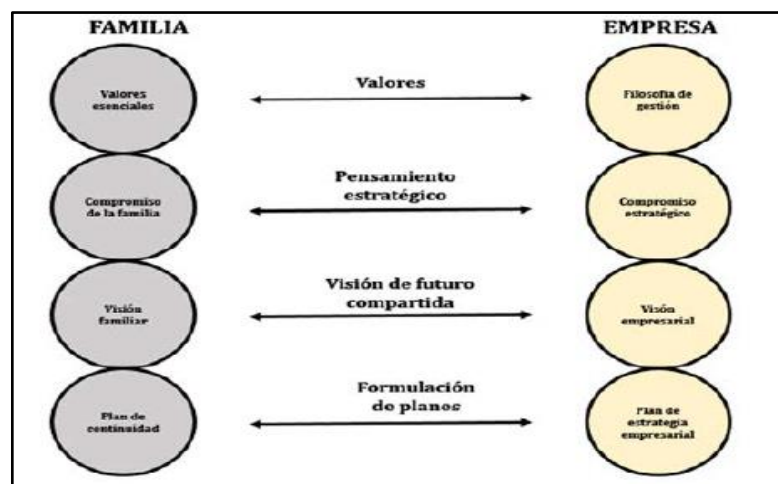 FAMILIA
EMPRESA
Valores
esenciales
Valores
Filosofía de
gestión
Compromiso
de la familia
Pensamiento
estratégico
Compromiso
estratégico
Visión
familiar
Visión de futuro
compartida
Visón
empresarial
Plan de
continuidad
Formulación
de planos
Plan de
estrategia
empresarial